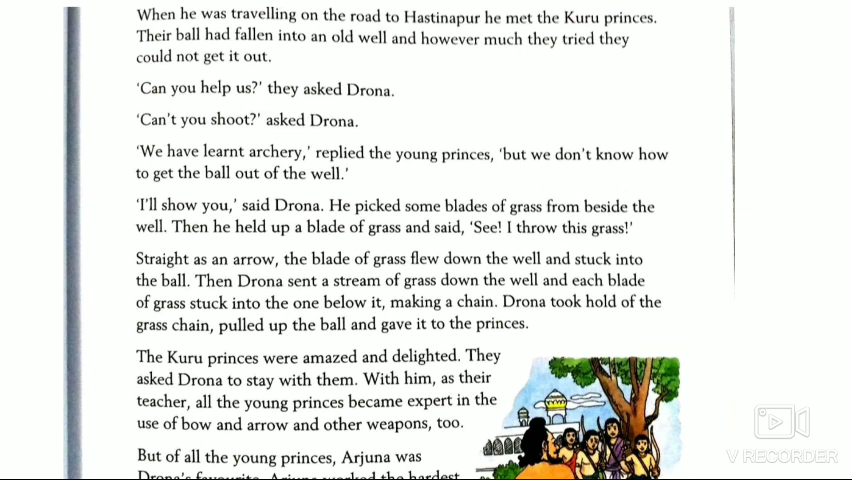 When he was travelling on the road to Hastinapur he met the Kuru princes.
Their ball had fallen into an old well and however much they tried they
could not get it out.
‘Can you help us?’ they asked Drona.
‘Can’t you shoot?’ asked Drona.
‘We have learnt archery,’ replied the young princes, ‘but we don’t know how
to get the ball out of the well.’
‘I’ll show you,’ said Drona. He picked some blades of grass from beside the
well. Then he held up a blade of grass and said, ‘See! I throw this grass!’
Straight as an arrow, the blade of grass flew down the well and stuck into
the ball. Then Drona sent a stream of grass down the well and each blade
of grass stuck into the one below it, making a chain. Drona took hold of the
grass chain, pulled up the ball and gave it to the princes.
The Kuru princes were amazed and delighted. They
asked Drona to stay with them. With him, as their
teacher, all the young princes became expert in the
use of bow and arrow and other weapons, too.
But of all the young princes, Arjuna was
Drona’s favourite. Arjuna worked the hardest
V RECORDER